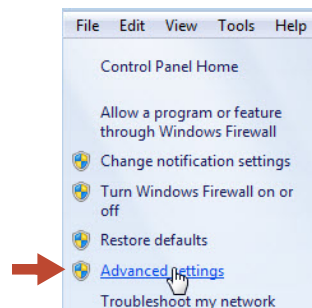 File Edit View Tools Help
Control Panel Home
Allow a program or feature
through Windows Firewall
Change notification settings
Turn Windows Firewall on or
off
Restore defaults
Advanced settings
Troubleshoot my network